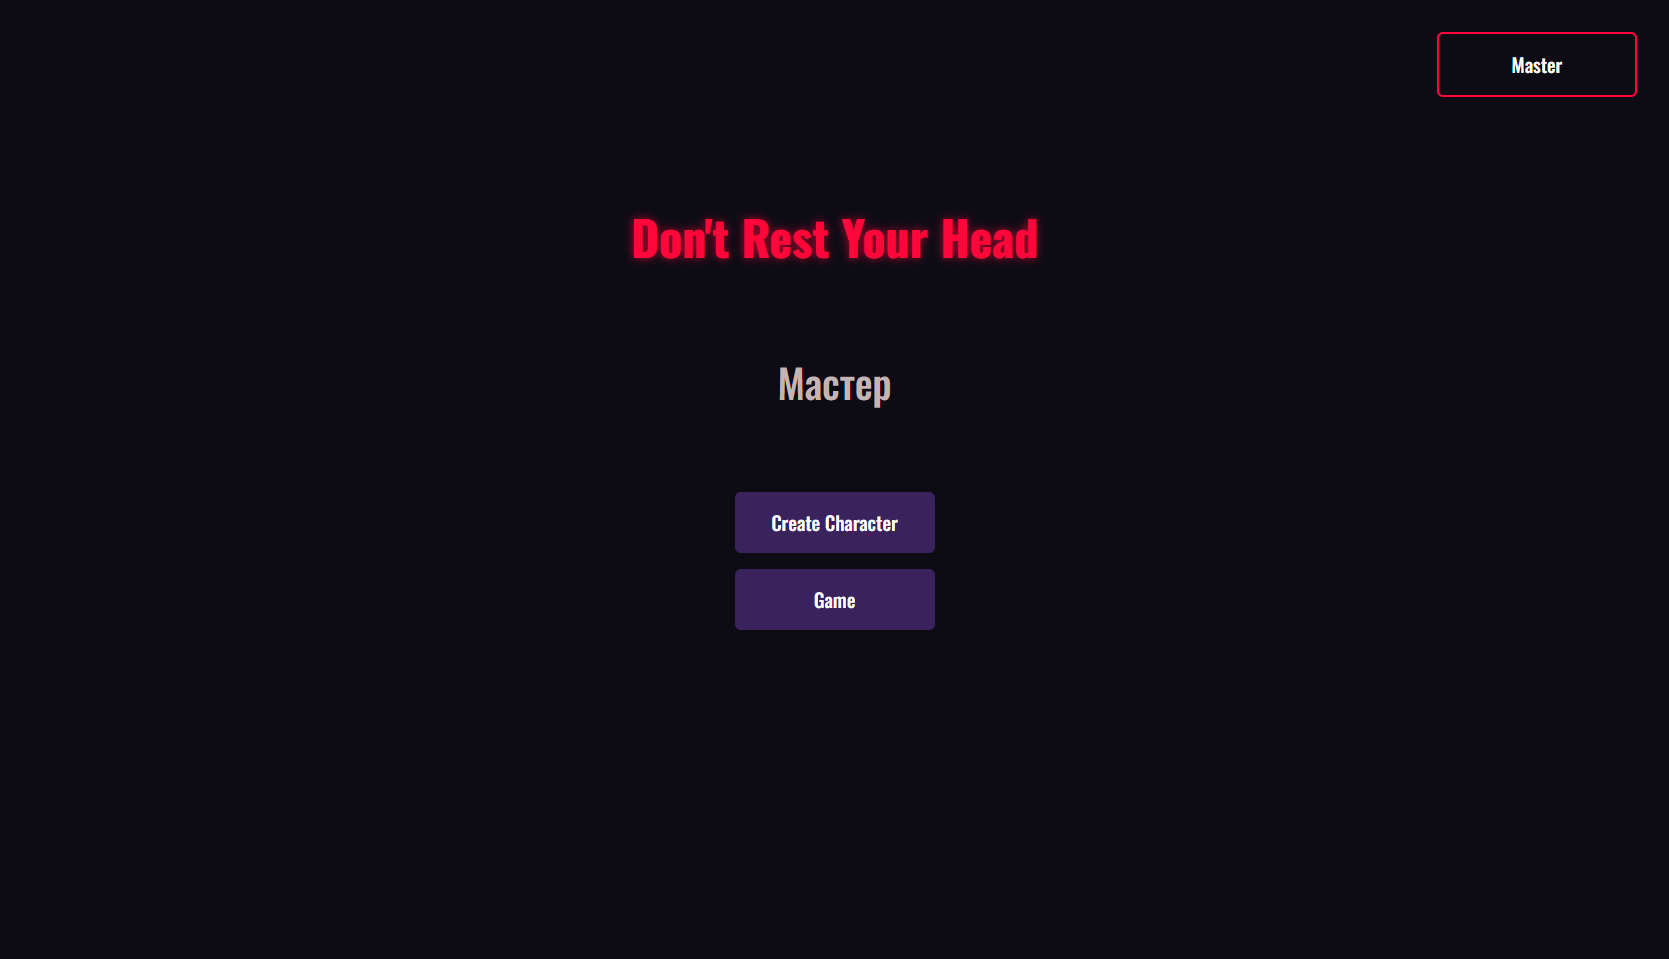 Master
Don't Rest Your Head
Мастер
Create Character
Game